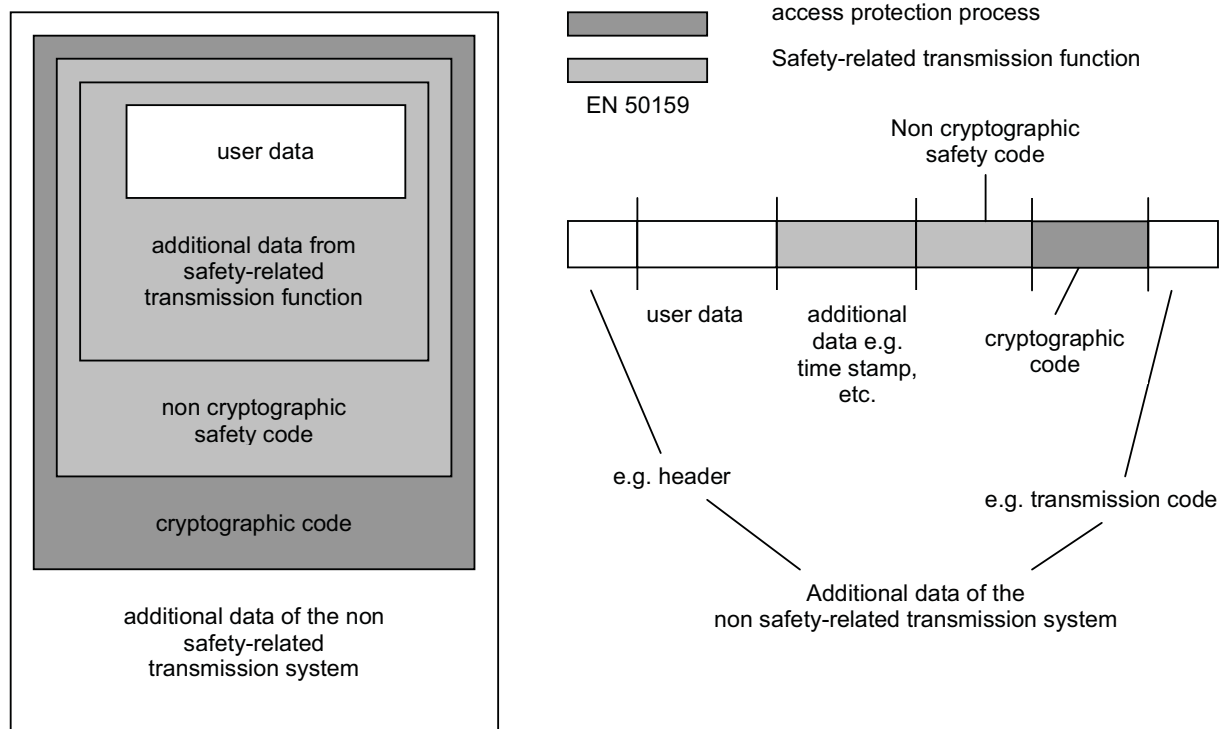 user data
additional data from
safety-related
transmission function
non cryptographic
safety code
cryptographic code
additional data of the non
safety-related
transmission system
access protection process
Safety-related transmission function
EN 50159
Non cryptographic
safety code
user data
additional
data e.g.
time stamp,
etc.
cryptographic
code
e.g. header
e.g. transmission code
Additional data of the
non safety-related transmission system